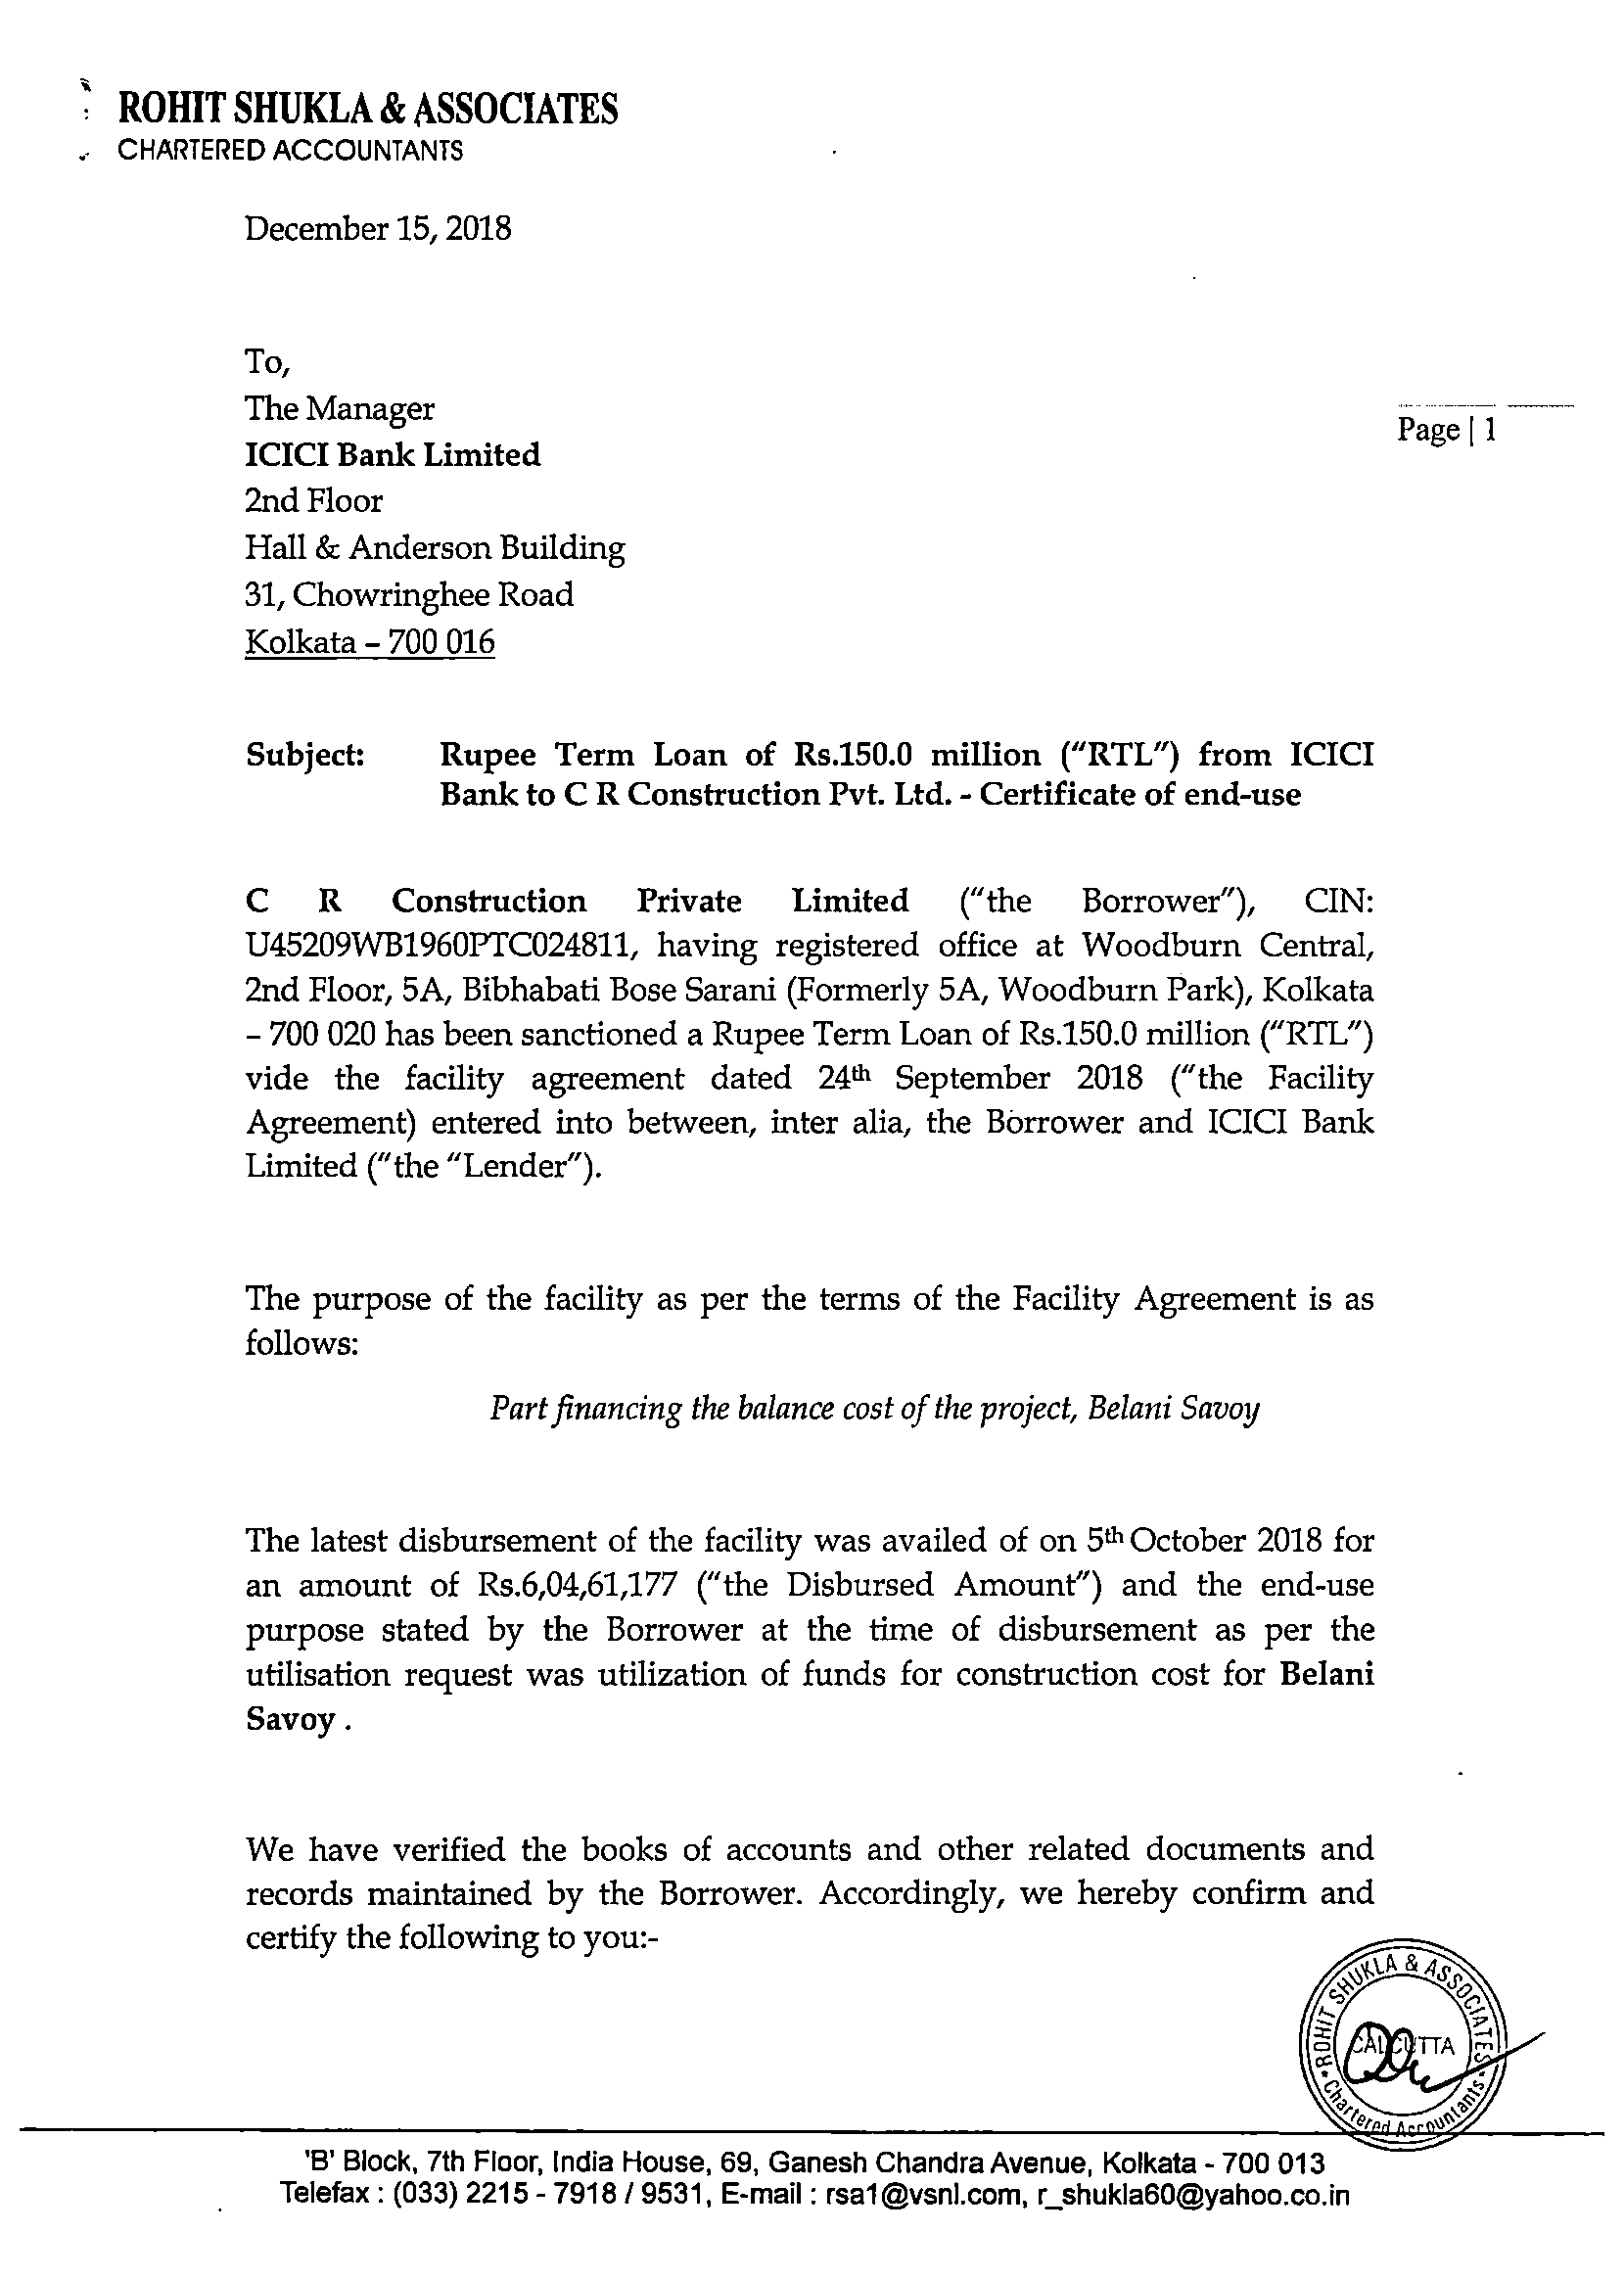 ROHIT SHUKLA & ASSOCIATES
CHARTERED ACCOUNTANTS
December 15, 2018
To,
The Manager
Page | 1
ICICI Bank Limited
2nd Floor
Hall & Anderson Building
31, Chowringhee Road
Kolkata – 700 016
Subject: Rupee Term Loan of Rs.150.0 million ("RTL") from ICICI
Bank to C R Construction Pvt. Ltd. - Certificate of end-use
C R Construction Private Limited ("the Borrower"), CIN:
U45209WB1960PTC024811, having registered office at Woodburn Central,
2nd Floor, 5A, Bibhabati Bose Sarani (Formerly 5A, Woodburn Park), Kolkata
– 700 020 has been sanctioned a Rupee Term Loan of Rs.150.0 million ("RTL")
vide the facility agreement dated 24th September 2018 ("the Facility
Agreement) entered into between, inter alia, the Borrower and ICICI Bank
Limited ("the "Lender").
The purpose of the facility as per the terms of the Facility Agreement is as
follows:
Part financing the balance cost of the project, Belani Savoy
The latest disbursement of the facility was availed of on 5th October 2018 for
an amount of Rs.6,04,61,177 ("the Disbursed Amount") and the end-use
purpose stated by the Borrower at the time of disbursement as per the
utilisation request was utilization of funds for construction cost for Belani
Savoy .
We have verified the books of accounts and other related documents and
records maintained by the Borrower. Accordingly, we hereby confirm and
certify the following to you:-
ROHIT SHUKLA & ASSOCIATES
CALCUTTA
Chartered Accountants
'B' Block, 7th Floor, India House, 69, Ganesh Chandra Avenue, Kolkata - 700 013
Telefax : (033) 2215 - 7918 / 9531, E-mail : rsa1@vsnl.com, r_shukla60@yahoo.co.in